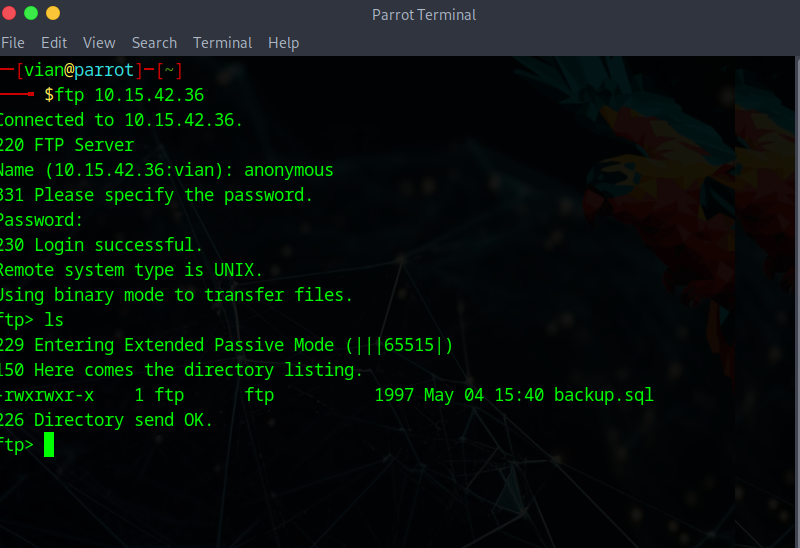 Parrot Terminal
File Edit View Search Terminal Help
─[vian@parrot]─[~]
──╼ $ftp 10.15.42.36
Connected to 10.15.42.36.
220 FTP Server
Name (10.15.42.36:vian): anonymous
331 Please specify the password.
Password:
230 Login successful.
Remote system type is UNIX.
Using binary mode to transfer files.
ftp> ls
229 Entering Extended Passive Mode (|||65515|)
150 Here comes the directory listing.
-rwxrwxr-x    1 ftp      ftp          1997 May 04 15:40 backup.sql
226 Directory send OK.
ftp>